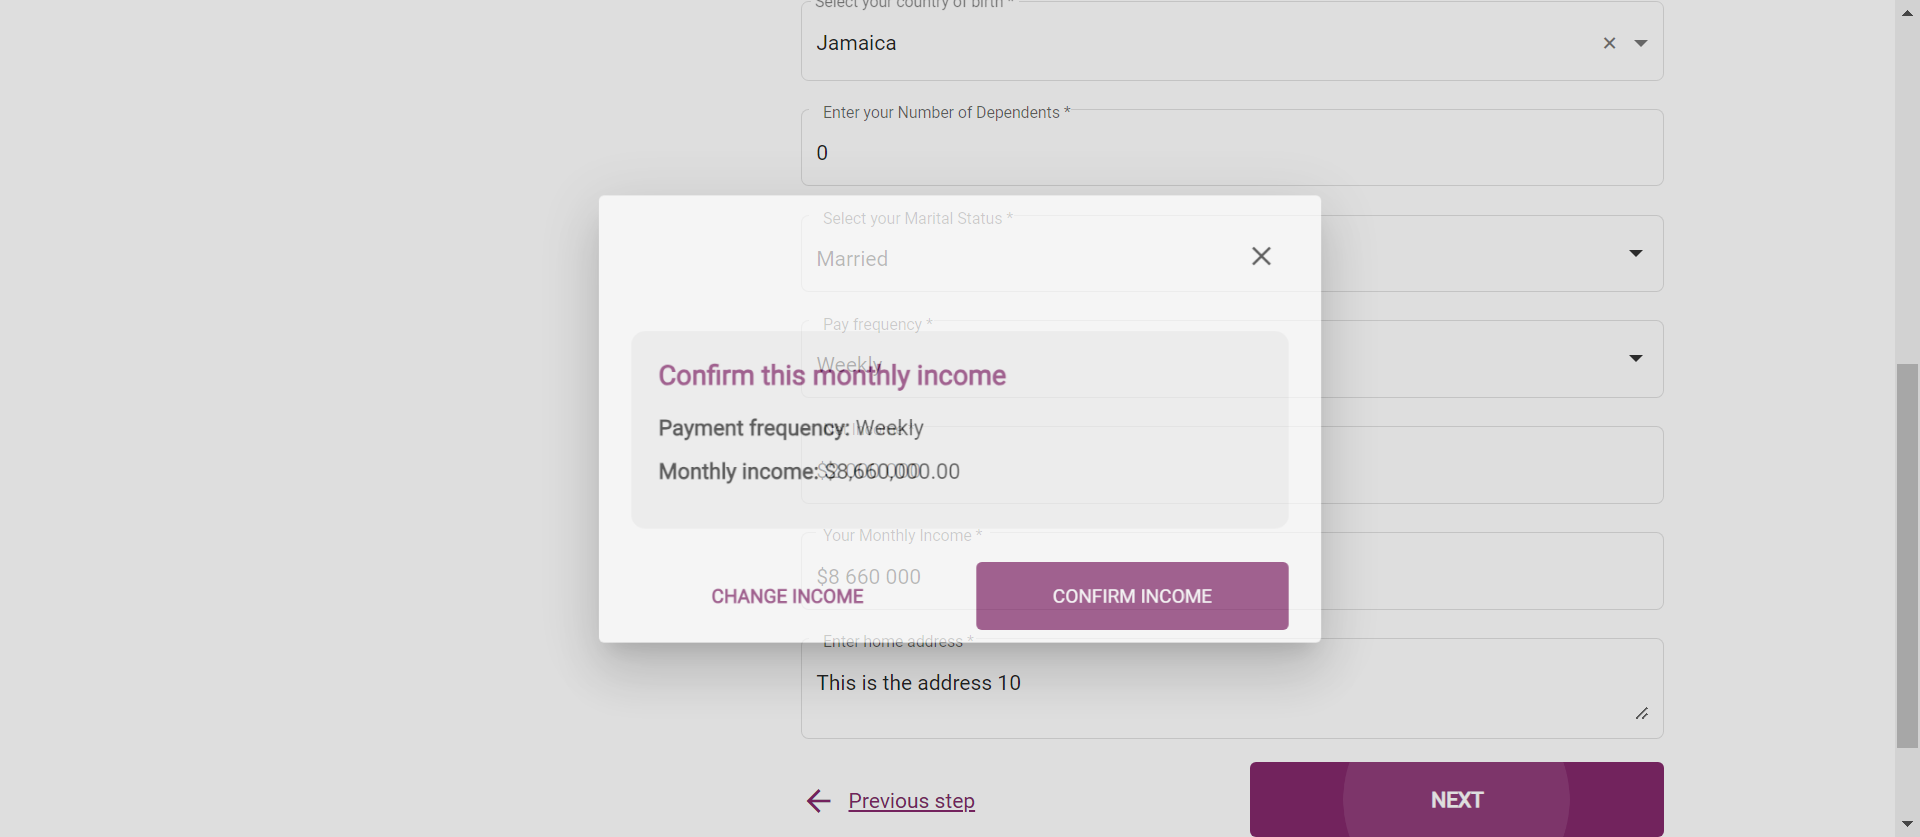 Select your country of birth *
Jamaica
Enter your Number of Dependents *
0
Select your Marital Status *
Married
Pay frequency *
Weekly
Confirm this monthly income
Payment frequency: Weekly
Monthly income: $8,660,000.00
Your Monthly Income *
$8 660 000
CHANGE INCOME
CONFIRM INCOME
Enter home address *
This is the address 10
Previous step
NEXT